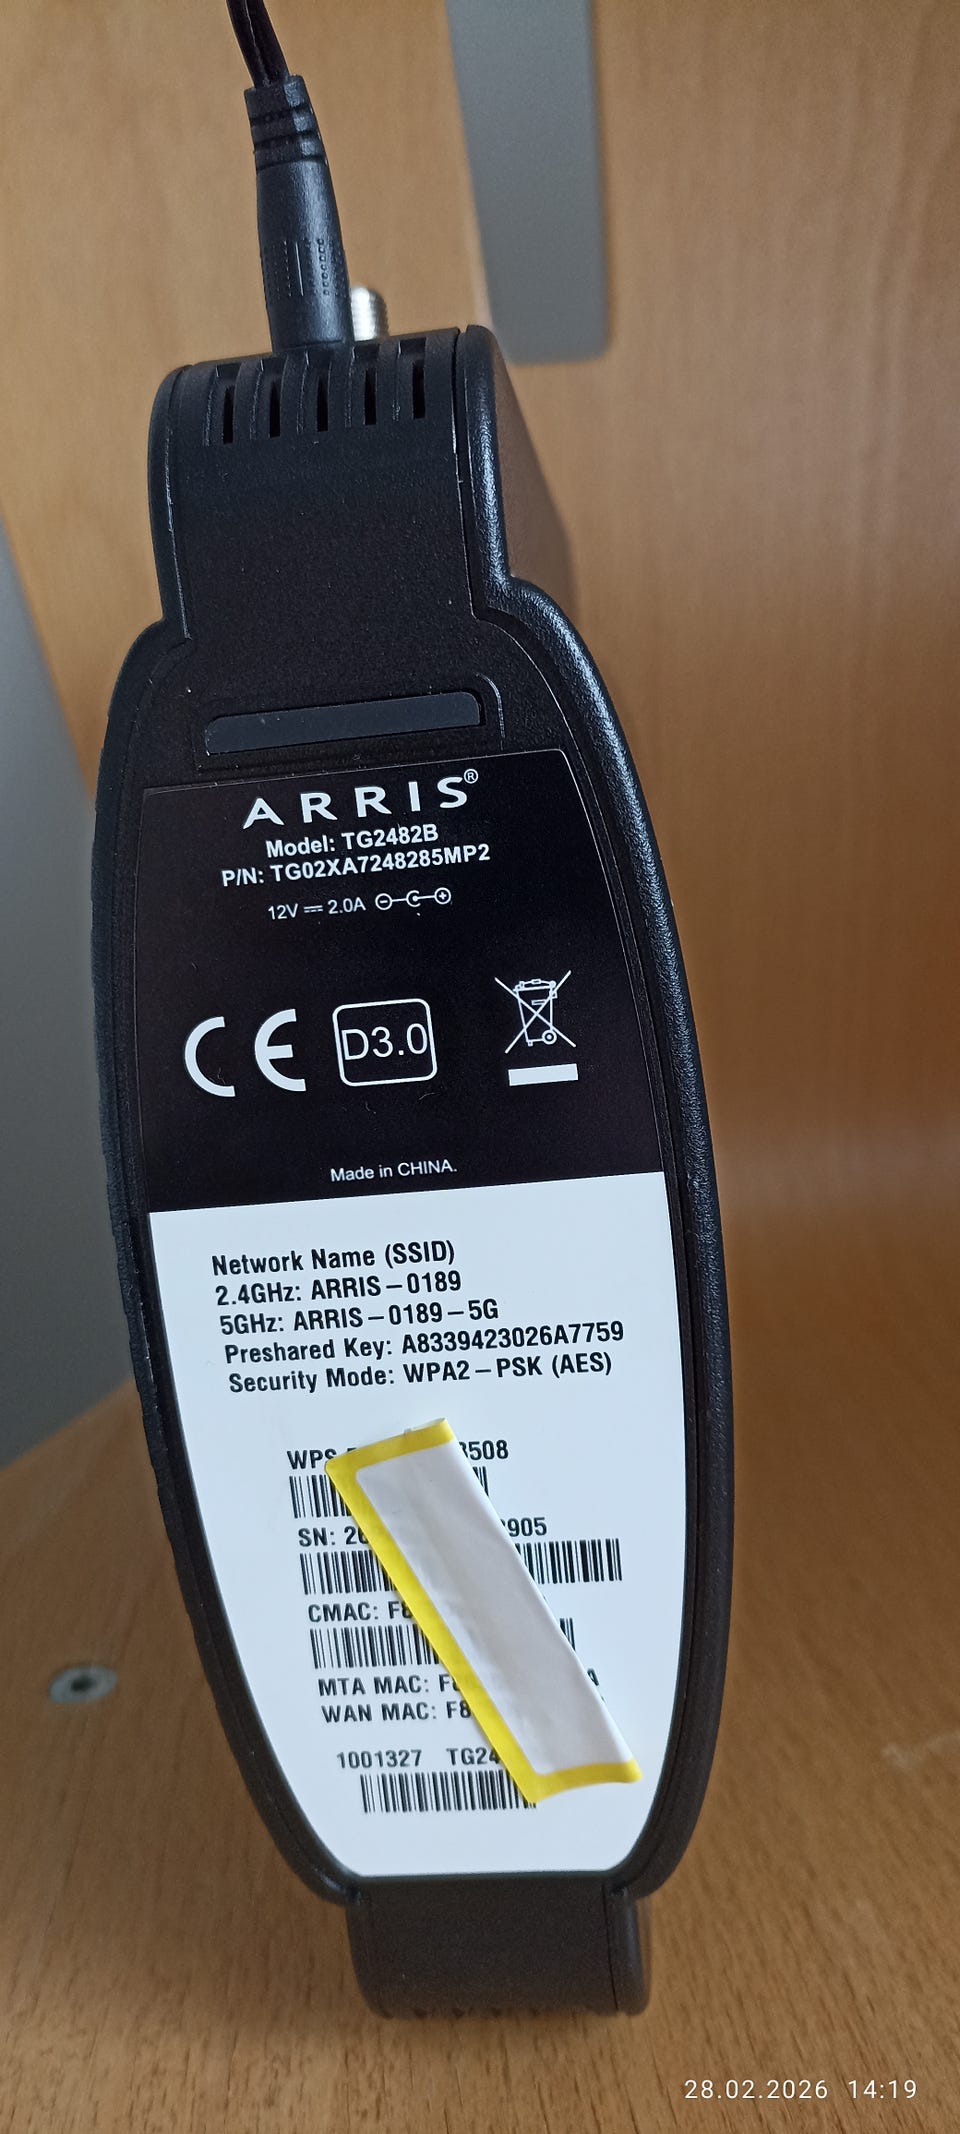 ARRIS®
Model: TG2482B
P/N: TG02XA7248285MP2
12V 2.0A
CE D3.0
Made in CHINA.
Network Name (SSID)
2.4GHz: ARRIS-0189
5GHz: ARRIS-0189-5G
Preshared Key: A8339423026A7759
Security Mode: WPA2-PSK (AES)
WPS 508
SN: 905
CMAC:
MTA MAC:
WAN MAC:
1001327
28.02.2026 14:19